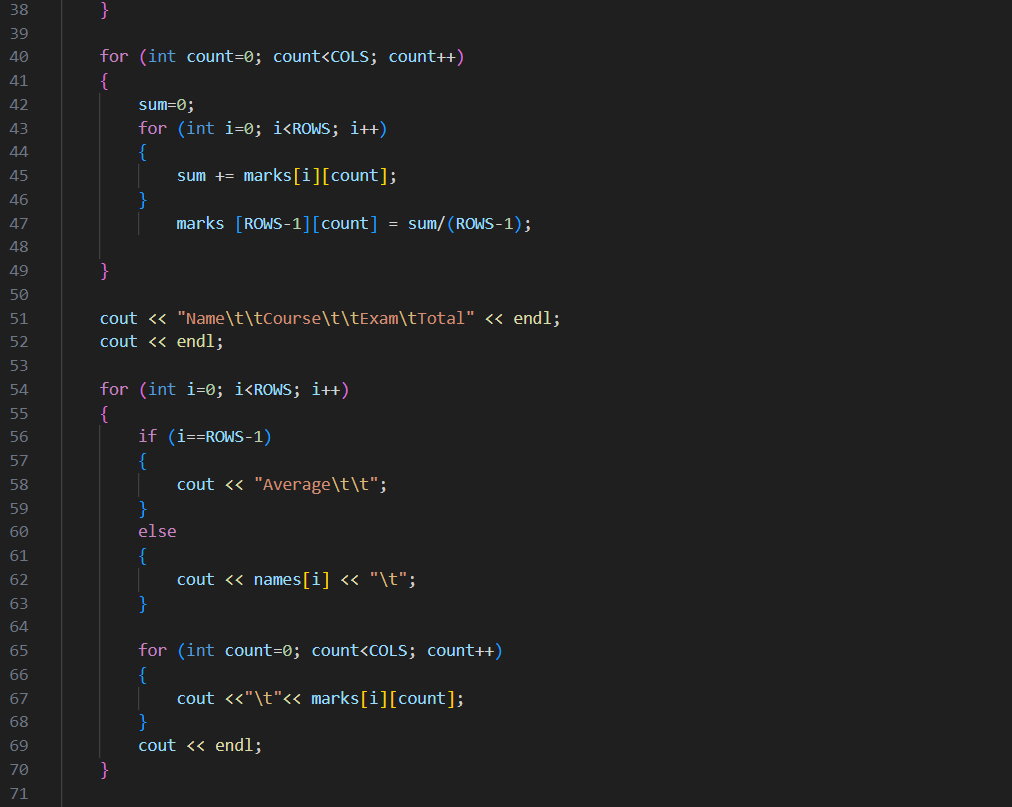 38 }
39
40 for (int count=0; count<COLS; count++)
41 {
42 sum=0;
43 for (int i=0; i<ROWS; i++)
44 {
45 sum += marks[i][count];
46 }
47 marks [ROWS-1][count] = sum/(ROWS-1);
48
49 }
50
51 cout << "Name\t\tCourse\t\tExam\tTotal" << endl;
52 cout << endl;
53
54 for (int i=0; i<ROWS; i++)
55 {
56 if (i==ROWS-1)
57 {
58 cout << "Average\t\t";
59 }
60 else
61 {
62 cout << names[i] << "\t";
63 }
64
65 for (int count=0; count<COLS; count++)
66 {
67 cout <<"\t"<< marks[i][count];
68 }
69 cout << endl;
70 }
71